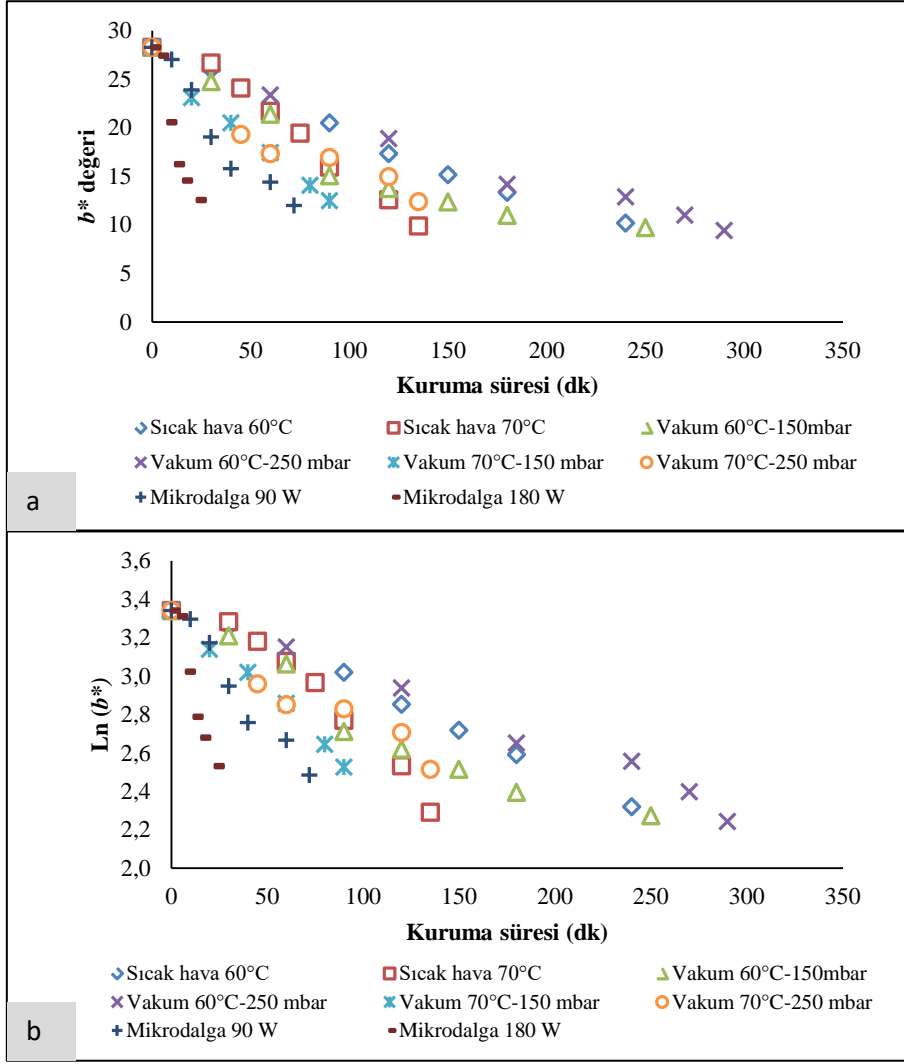 30
25
20
15
10
5
0
b* değeri
0 50 100 150 200 250 300 350
Kuruma süresi (dk)
Sıcak hava 60°C Sıcak hava 70°C Vakum 60°C-150mbar
Vakum 60°C-250 mbar Vakum 70°C-150 mbar Vakum 70°C-250 mbar
Mikrodalga 90 W Mikrodalga 180 W
a
3,6
3,4
3,2
3,0
2,8
2,6
2,4
2,2
2,0
Ln (b*)
0 50 100 150 200 250 300 350
Kuruma süresi (dk)
Sıcak hava 60°C Sıcak hava 70°C Vakum 60°C-150mbar
Vakum 60°C-250 mbar Vakum 70°C-150 mbar Vakum 70°C-250 mbar
Mikrodalga 90 W Mikrodalga 180 W
b